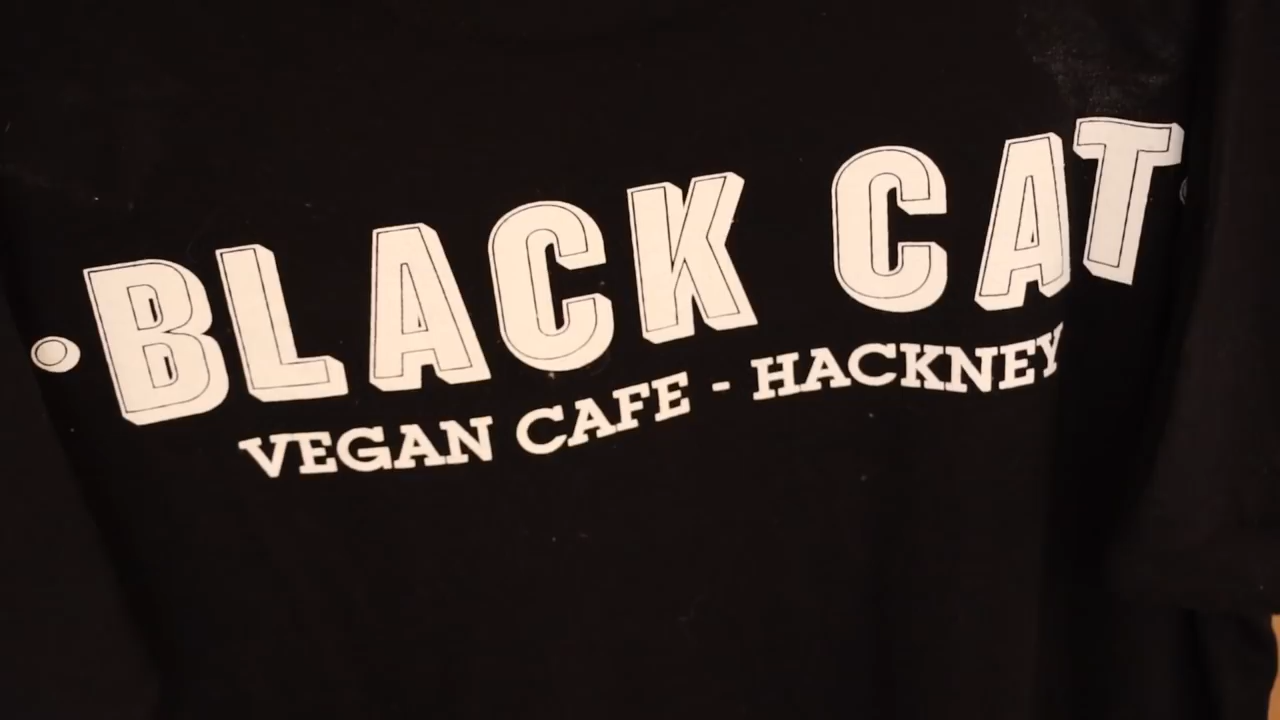 • BLACK CAT •
VEGAN CAFE - HACKNEY